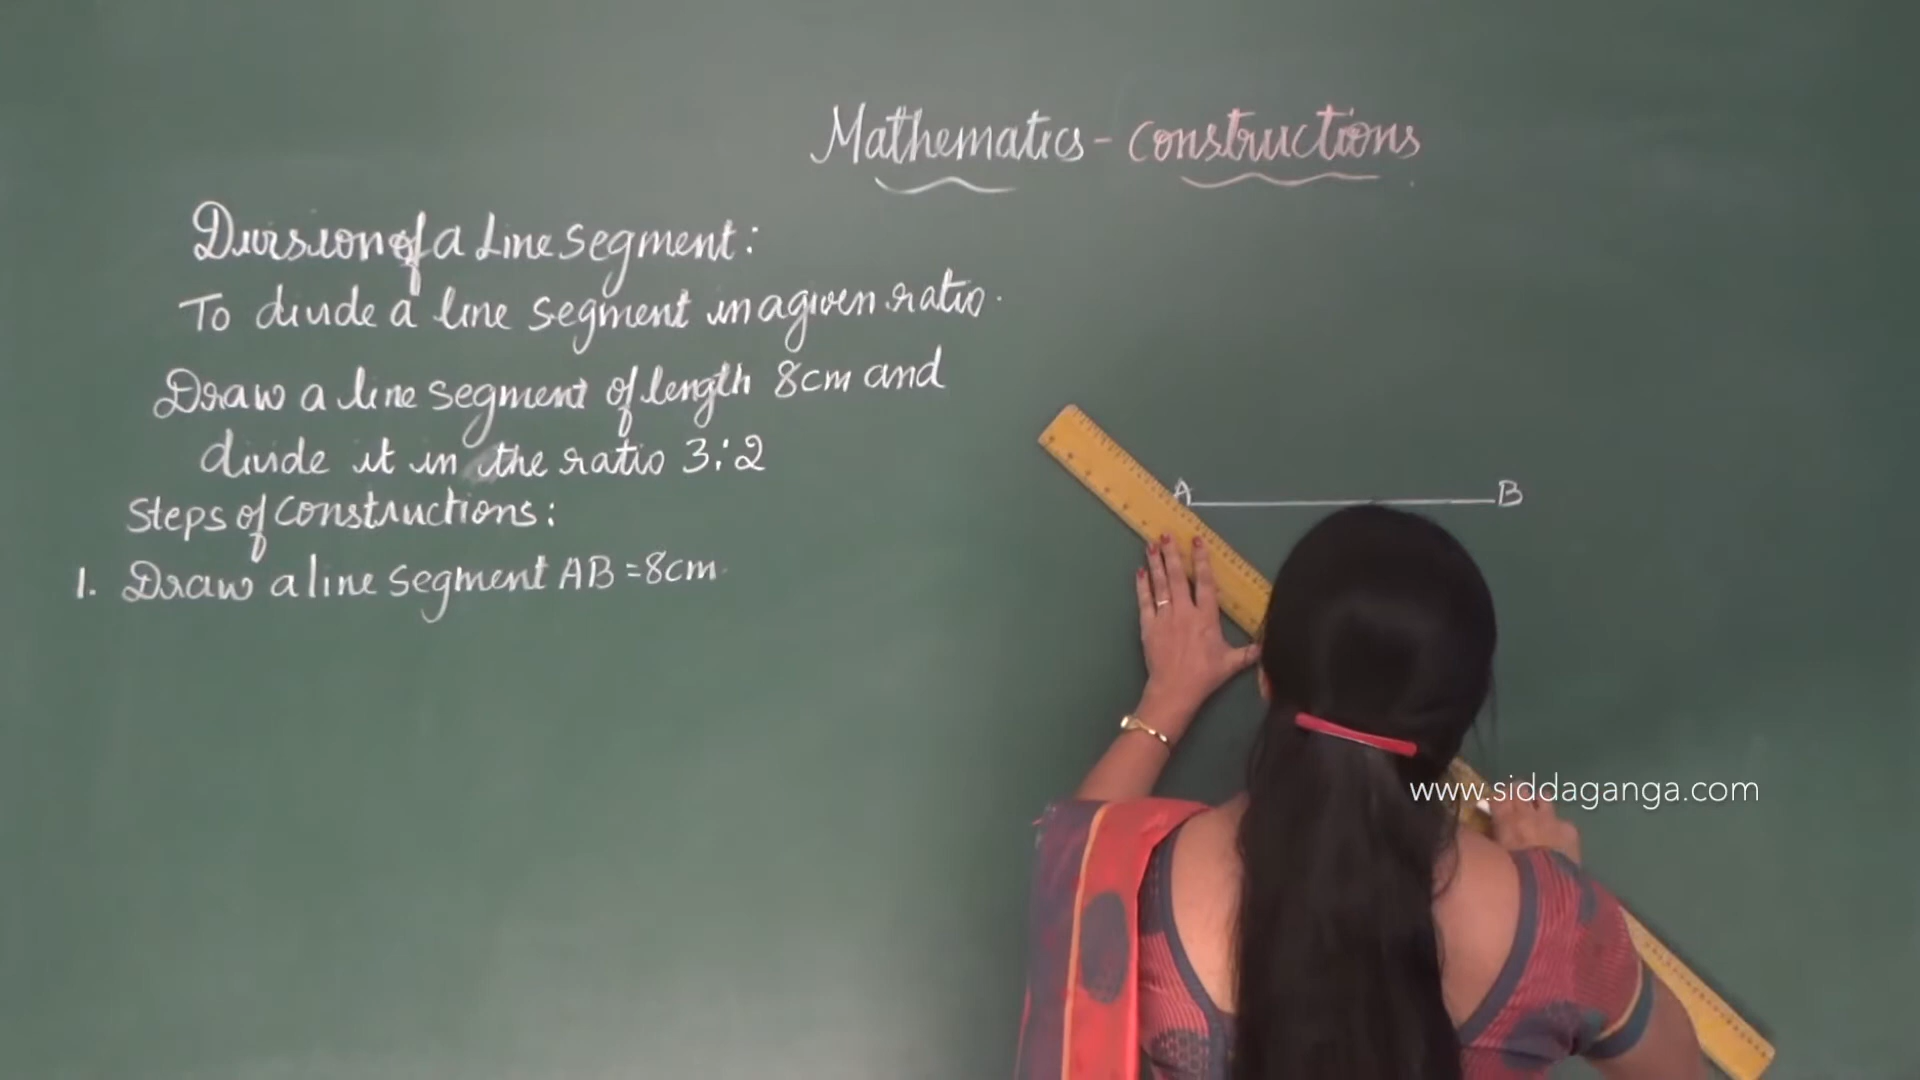 Mathematics - Constructions
Division of a Line Segment:
To divide a line segment in a given ratio.
Draw a line segment of length 8cm and
divide it in the ratio 3:2
Steps of Constructions:
1. Draw a line segment AB = 8cm.
A B
www.siddaganga.com